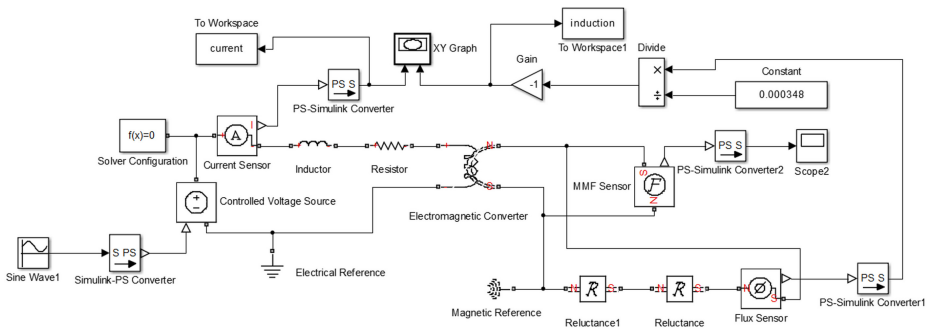 To Workspace
current
XY Graph
induction
To Workspace1
Gain
-1
Divide
×
÷
Constant
0.000348
PS S
PS-Simulink Converter
f(x)=0
Solver Configuration
A
I
Current Sensor
Inductor
Resistor
+
-
N
S
Electromagnetic Converter
S
F
N
MMF Sensor
PS S
PS-Simulink Converter2
Scope2
Controlled Voltage Source
Sine Wave1
S PS
Simulink-PS Converter
Electrical Reference
Magnetic Reference
N
R
S
Reluctance1
N
R
S
Reluctance
N
Ø
S
Flux Sensor
PS S
PS-Simulink Converter1